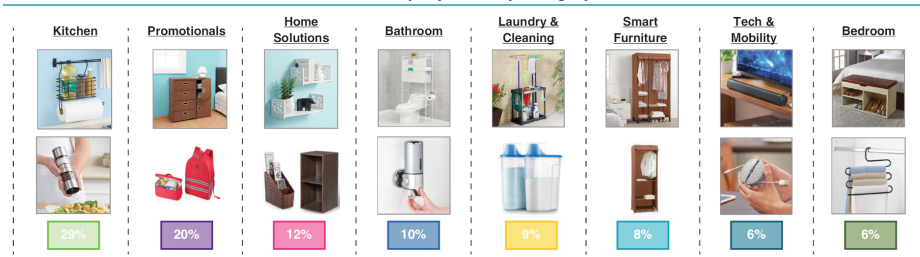 Kitchen
Promotionals
Home
Solutions
Bathroom
Laundry &
Cleaning
Smart
Furniture
Tech &
Mobility
Bedroom
29%
20%
12%
10%
9%
8%
6%
6%